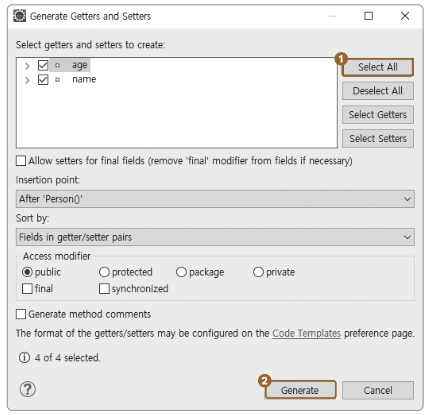 Generate Getters and Setters
Select getters and setters to create:
age
name
1
Select All
Deselect All
Select Getters
Select Setters
Allow setters for final fields (remove 'final' modifier from fields if necessary)
Insertion point:
After 'Person()'
Sort by:
Fields in getter/setter pairs
Access modifier
public protected package private
final synchronized
Generate method comments
The format of the getters/setters may be configured on the Code Templates preference page.
4 of 4 selected.
2
Generate Cancel